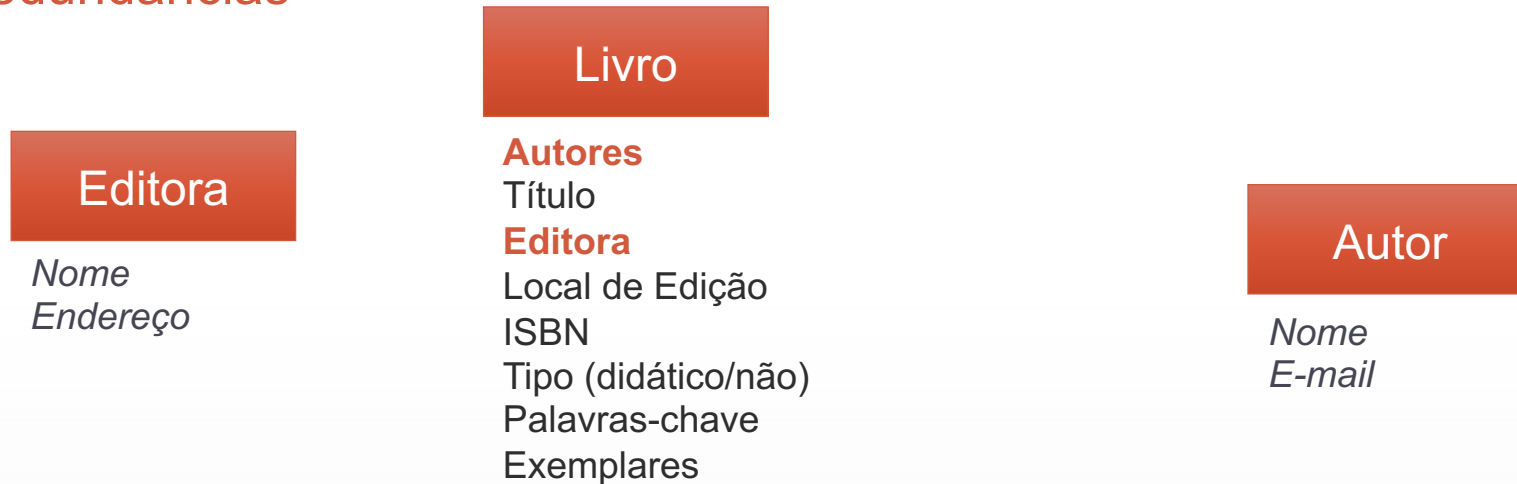 Livro
Editora
Nome
Endereço
Autores
Título
Editora
Local de Edição
ISBN
Tipo (didático/não)
Palavras-chave
Exemplares
Autor
Nome
E-mail